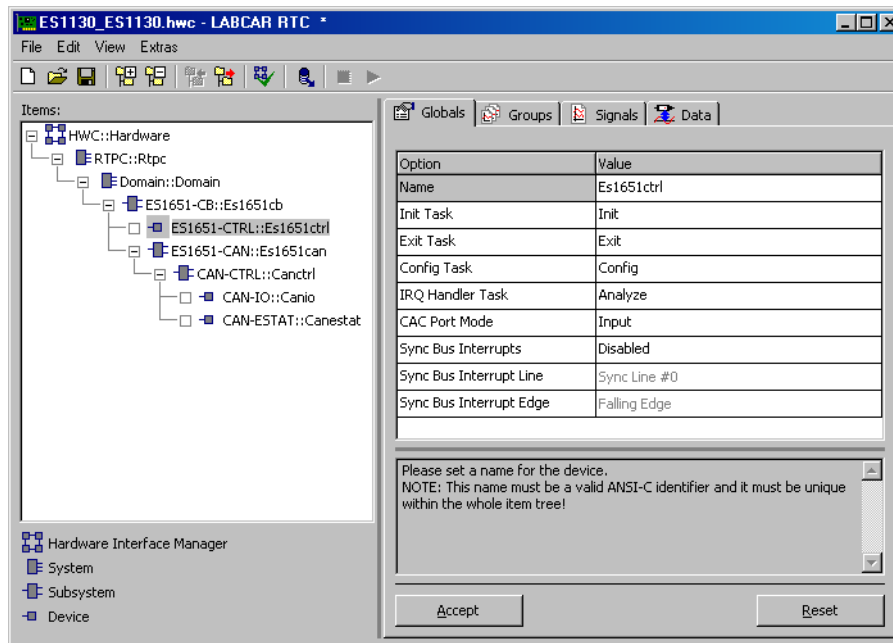 ES1130_ES1130.hwc - LABCAR RTC *
File Edit View Extras
Items:
HWC::Hardware
RTPC::Rtpc
Domain::Domain
ES1651-CB::Es1651cb
ES1651-CTRL::Es1651ctrl
ES1651-CAN::Es1651can
CAN-CTRL::Canctrl
CAN-IO::Canio
CAN-ESTAT::Canestat
Hardware Interface Manager
System
Subsystem
Device
Globals Groups Signals Data
Option Value
Name Es1651ctrl
Init Task Init
Exit Task Exit
Config Task Config
IRQ Handler Task Analyze
CAC Port Mode Input
Sync Bus Interrupts Disabled
Sync Bus Interrupt Line Sync Line #0
Sync Bus Interrupt Edge Falling Edge
Please set a name for the device.
NOTE: This name must be a valid ANSI-C identifier and it must be unique
within the whole item tree!
Accept Reset